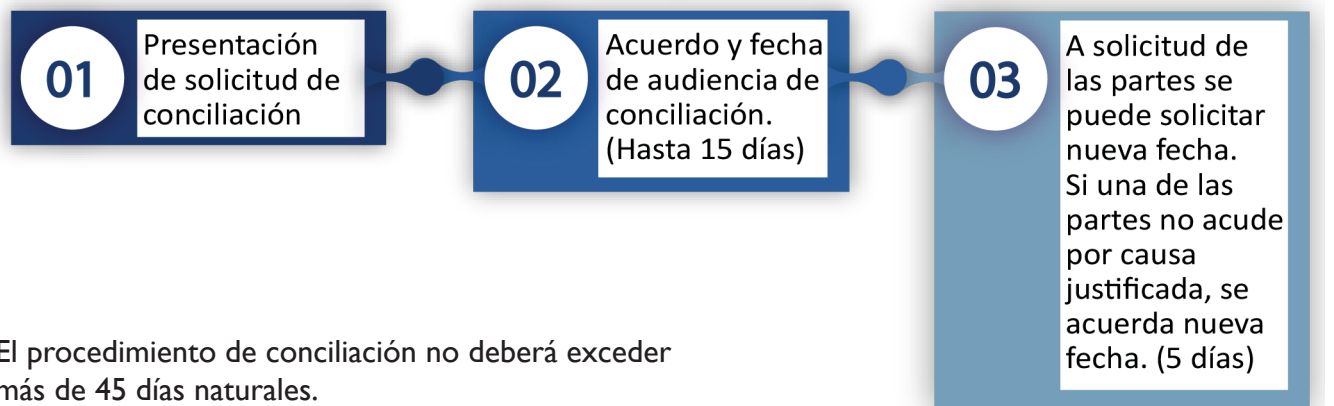 01
Presentación
de solicitud de
conciliación
02
Acuerdo y fecha
de audiencia de
conciliación.
(Hasta 15 días)
03
A solicitud de
las partes se
puede solicitar
nueva fecha.
Si una de las
partes no acude
por causa
justificada, se
acuerda nueva
fecha. (5 días)
El procedimiento de conciliación no deberá exceder
más de 45 días naturales.